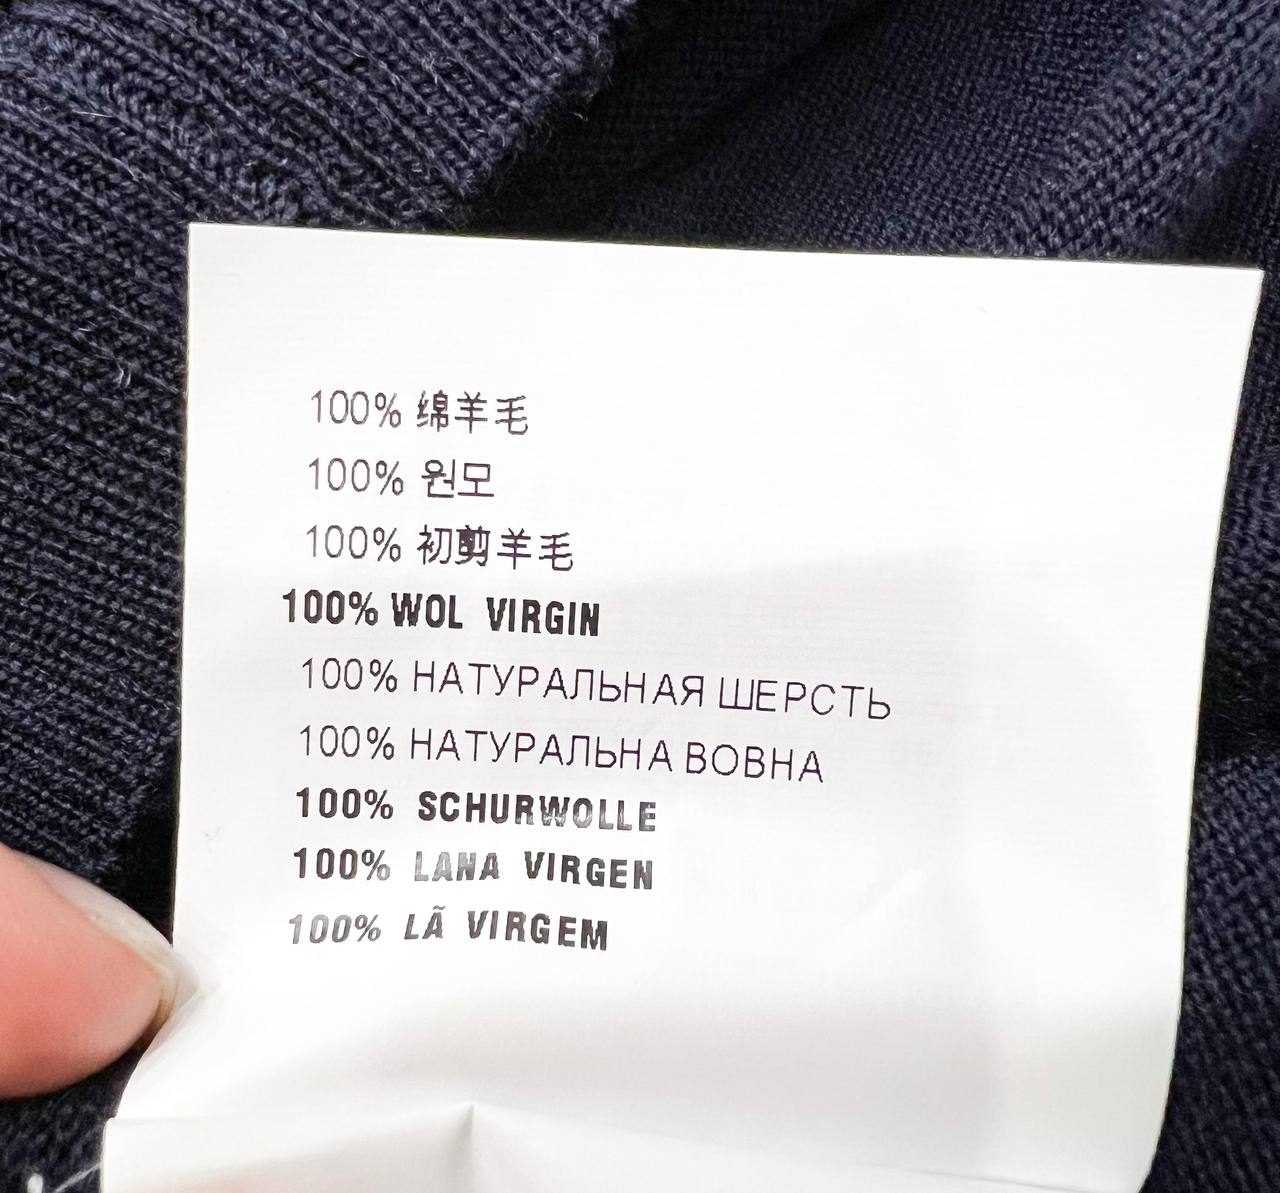 100% 绵羊毛
100% 원모
100% 初剪羊毛
100% WOL VIRGIN
100% НАТУРАЛЬНАЯ ШЕРСТЬ
100% НАТУРАЛЬНА ВОВНА
100% SCHURWOLLE
100% LANA VIRGEN
100% LÃ VIRGEM